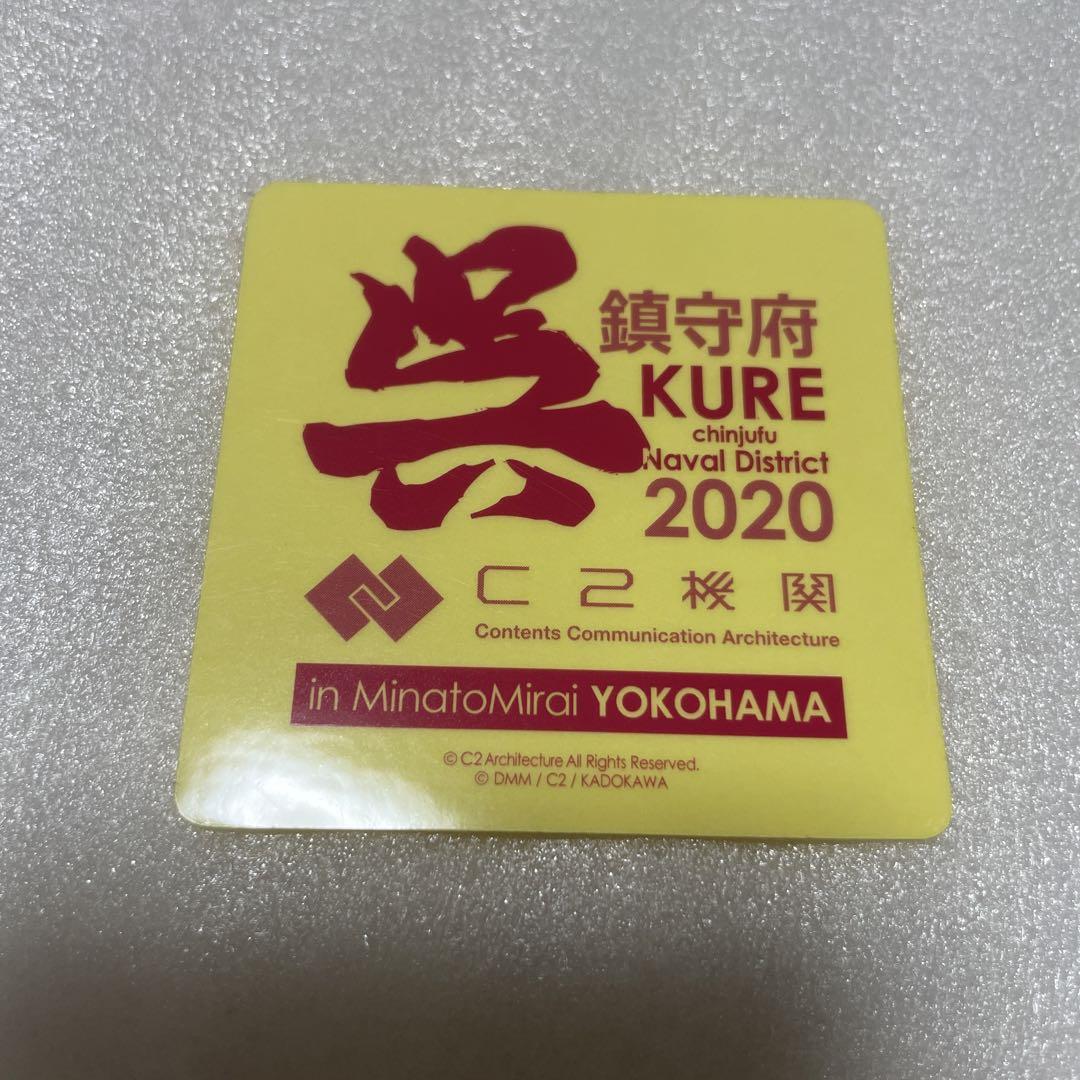 呉
鎮守府
KURE
chinjufu
Naval District
2020
C2機関
Contents Communication Architecture
in MinatoMirai YOKOHAMA
© C2 Architecture All Rights Reserved.
© DMM / C2 / KADOKAWA